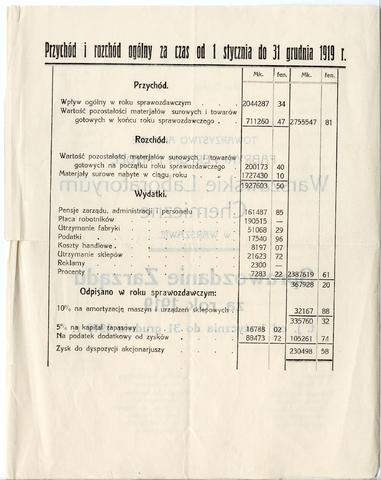 Przychód i rozchód ogólny za czas od 1 stycznia do 31 grudnia 1919 r.
Mk. fen. Mk. fen.
Przychód.
Wpływ ogólny w roku sprawozdawczym . . . 2044287 34
Wartość pozostałości materjałów surowych i towarów
gotowych w końcu roku sprawozdawczego . . . 711260 47 2755547 81
Rozchód.
Wartość pozostałości materjałów surowych i towarów
gotowych na początku roku sprawozdawczego . 200173 40
Materjały surowe nabyte w ciągu roku . . . 1727430 10
1927603 50
Wydatki.
Pensje zarządu, administracji i personelu . . 161487 85
Płaca robotników . . . 190515 —
Utrzymanie fabryki . . . 51068 29
Podatki . . . 17540 96
Koszty handlowe . . . 8197 07
Utrzymanie sklepów . . . 21623 72
Reklamy . . . 2300 —
Procenty . . . 7283 22 2387619 61
367928 20
Odpisano w roku sprawozdawczym:
10% na amortyzację maszyn i urządzeń sklepowych . 32167 88
335760 32
5% na kapitał zapasowy . . . 16788 02
Na podatek dodatkowy od zysków . . . 88473 72 105261 74
Zysk do dyspozycji akcjonarjuszy . . . 230498 58